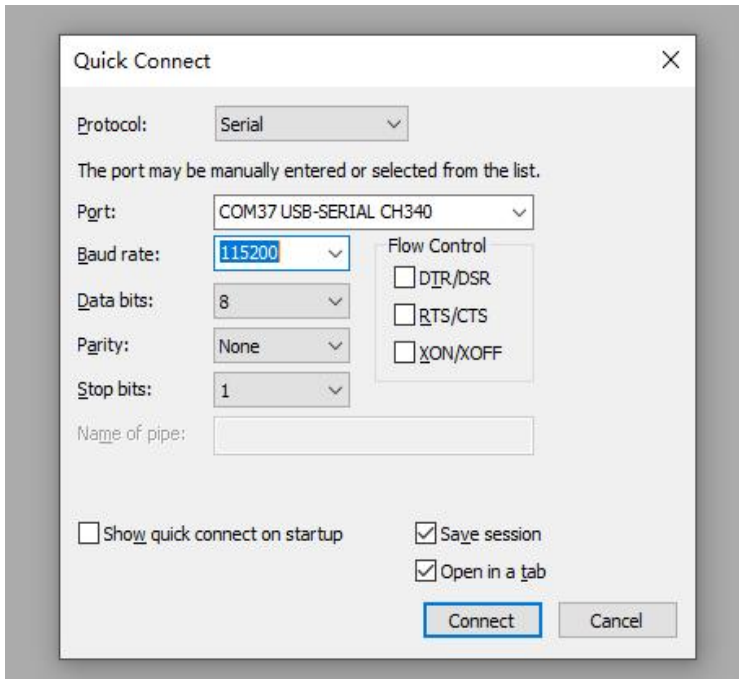 Quick Connect
Protocol: Serial
The port may be manually entered or selected from the list.
Port: COM37 USB-SERIAL CH340
Baud rate: 115200
Flow Control
DTR/DSR
Data bits: 8
RTS/CTS
Parity: None
XON/XOFF
Stop bits: 1
Name of pipe:
Show quick connect on startup
Save session
Open in a tab
Connect Cancel